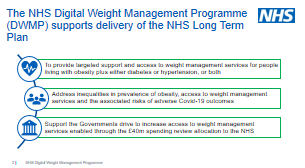 The NHS Digital Weight Management Programme
(DWMP) supports delivery of the NHS Long Term
Plan
NHS
To provide targeted support and access to weight management services for people
living with obesity plus either diabetes or hypertension, or both
Address inequalities in prevalence of obesity, access to weight management
services and the associated risks of adverse Covid-19 outcomes
Support the Governments drive to increase access to weight management
services enabled through the £40m spending review allocation to the NHS
2 | NHS Digital Weight Management Programme